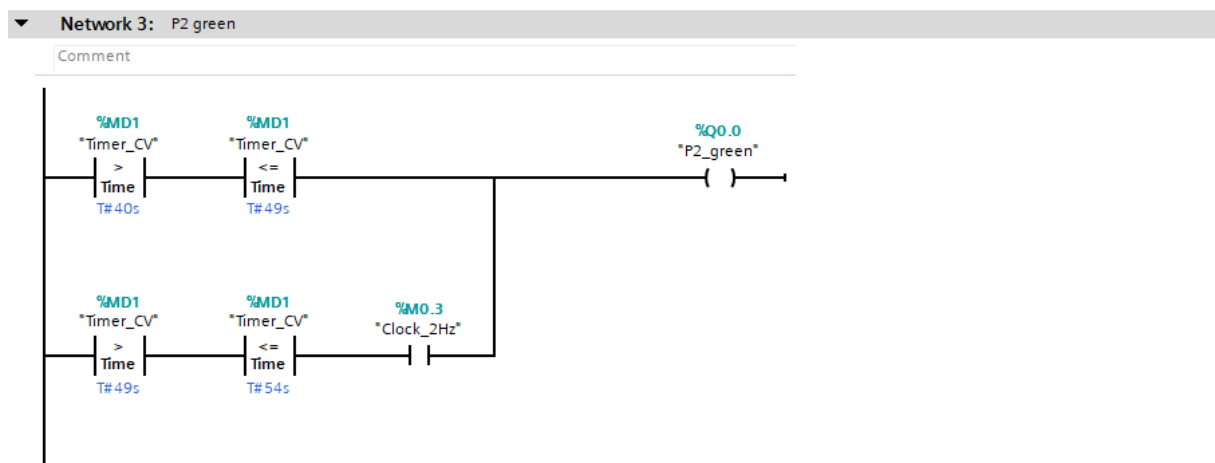 Network 3: P2 green
Comment
%MD1 %MD1 %Q0.0
"Timer_CV" "Timer_CV" "P2_green"
> <=
Time Time
T#40s T#49s
%MD1 %MD1 %M0.3
"Timer_CV" "Timer_CV" "Clock_2Hz"
> <=
Time Time
T#49s T#54s